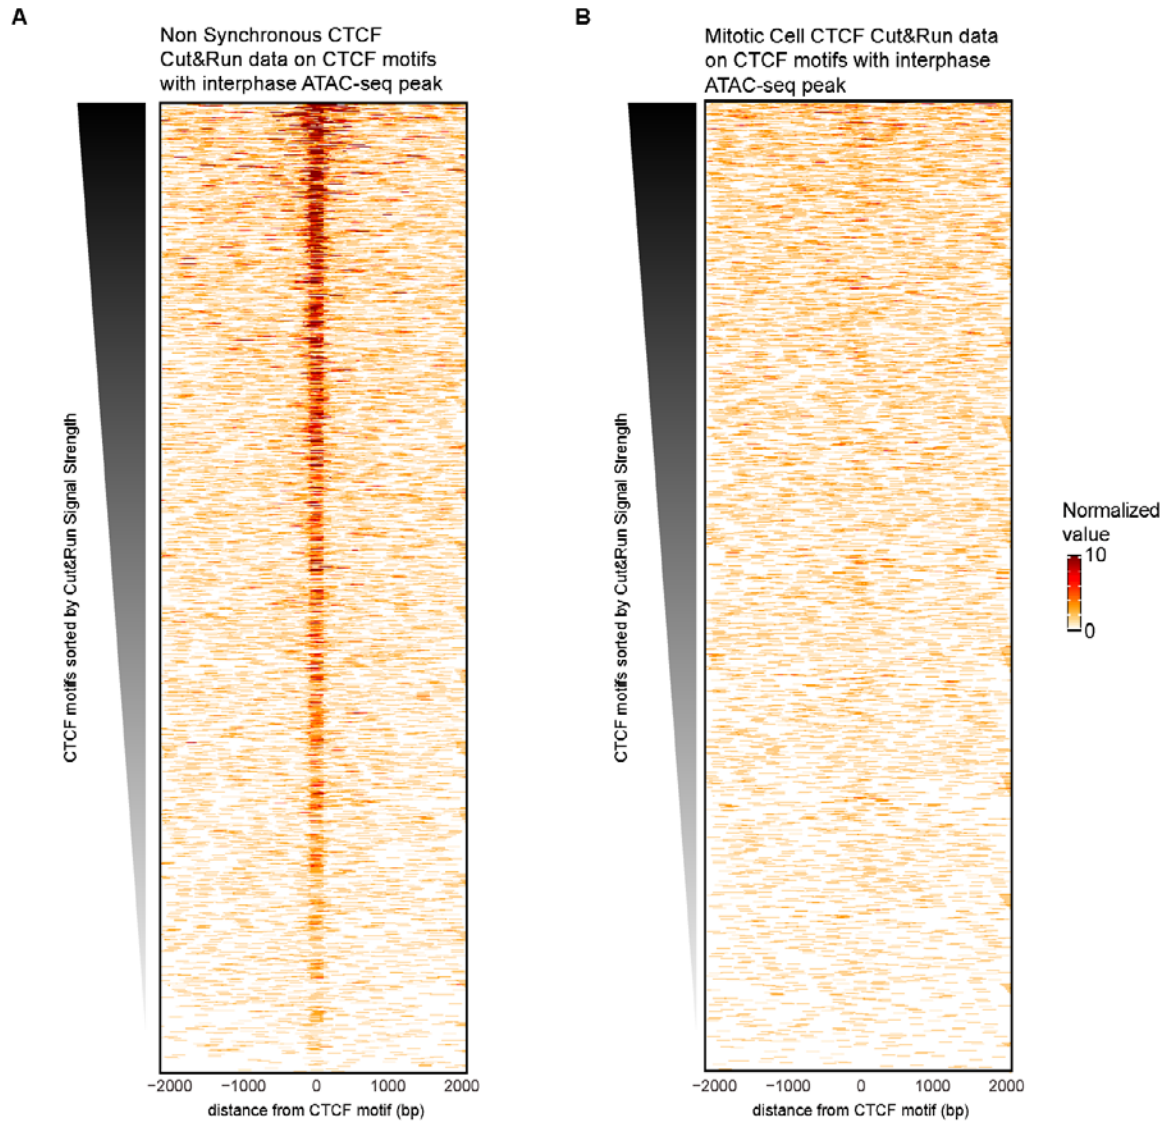 A
Non Synchronous CTCF
Cut&Run data on CTCF motifs
with interphase ATAC-seq peak
CTCF motifs sorted by Cut&Run Signal Strength
−2000 −1000 0 1000 2000
distance from CTCF motif (bp)
B
Mitotic Cell CTCF Cut&Run data
on CTCF motifs with interphase
ATAC-seq peak
CTCF motifs sorted by Cut&Run Signal Strength
−2000 −1000 0 1000 2000
distance from CTCF motif (bp)
Normalized
value
10
0